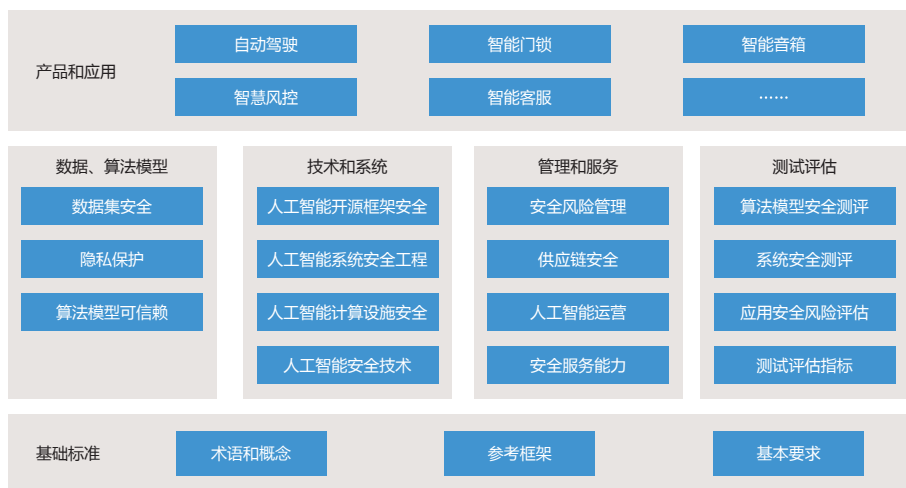 产品和应用
自动驾驶
智能门锁
智能音箱
智慧风控
智能客服
……
数据、算法模型
数据集安全
隐私保护
算法模型可信赖
技术和系统
人工智能开源框架安全
人工智能系统安全工程
人工智能计算设施安全
人工智能安全技术
管理和服务
安全风险管理
供应链安全
人工智能运营
安全服务能力
测试评估
算法模型安全测评
系统安全测评
应用安全风险评估
测试评估指标
基础标准
术语和概念
参考框架
基本要求